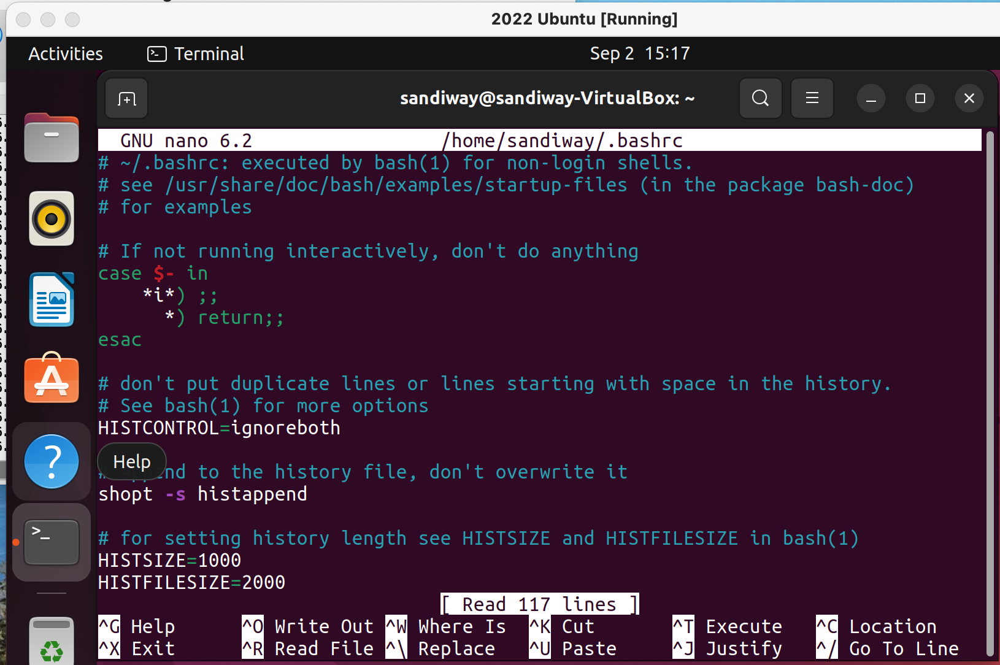 2022 Ubuntu [Running]
Activities Terminal Sep 2 15:17
sandiway@sandiway-VirtualBox: ~
GNU nano 6.2 /home/sandiway/.bashrc
# ~/.bashrc: executed by bash(1) for non-login shells.
# see /usr/share/doc/bash/examples/startup-files (in the package bash-doc)
# for examples
# If not running interactively, don't do anything
case $- in
*i*) ;;
*) return;;
esac
# don't put duplicate lines or lines starting with space in the history.
# See bash(1) for more options
HISTCONTROL=ignoreboth
Help
# append to the history file, don't overwrite it
shopt -s histappend
# for setting history length see HISTSIZE and HISTFILESIZE in bash(1)
HISTSIZE=1000
HISTFILESIZE=2000
[ Read 117 lines ]
^G Help ^O Write Out ^W Where Is ^K Cut ^T Execute ^C Location
^X Exit ^R Read File ^\ Replace ^U Paste ^J Justify ^/ Go To Line